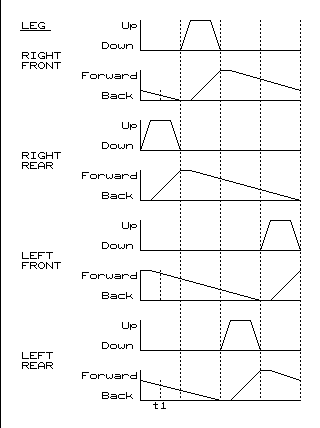 LEG
Up
Down
RIGHT
FRONT
Forward
Back
Up
Down
RIGHT
REAR
Forward
Back
Up
Down
LEFT
FRONT
Forward
Back
Up
Down
LEFT
REAR
Forward
Back
t1